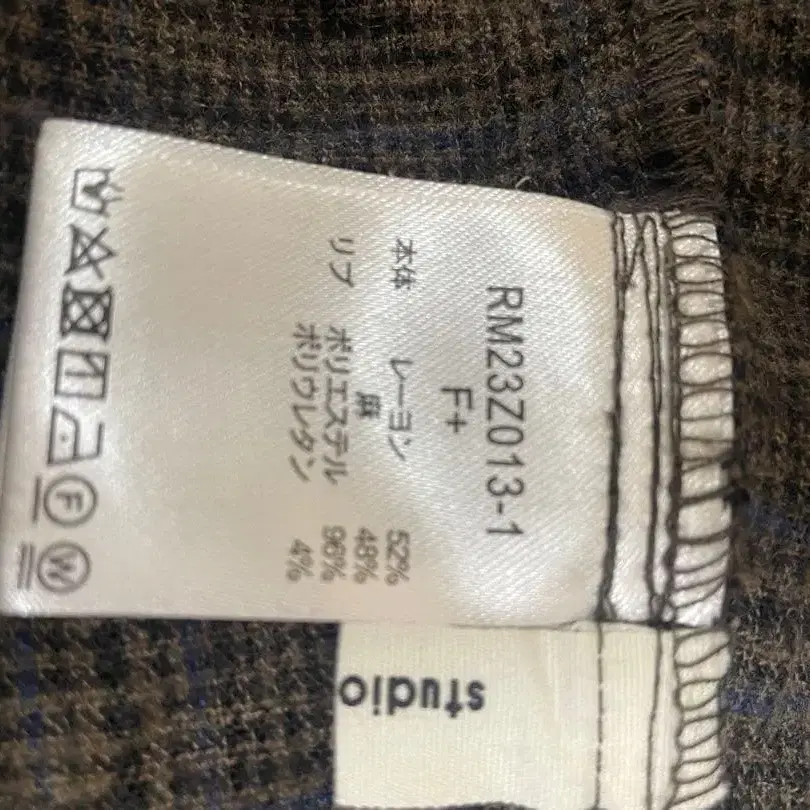 RM23Z013-1
F+
本体 レーヨン 52%
麻 48%
リブ ポリエステル 96%
ポリウレタン 4%
F
W
studio